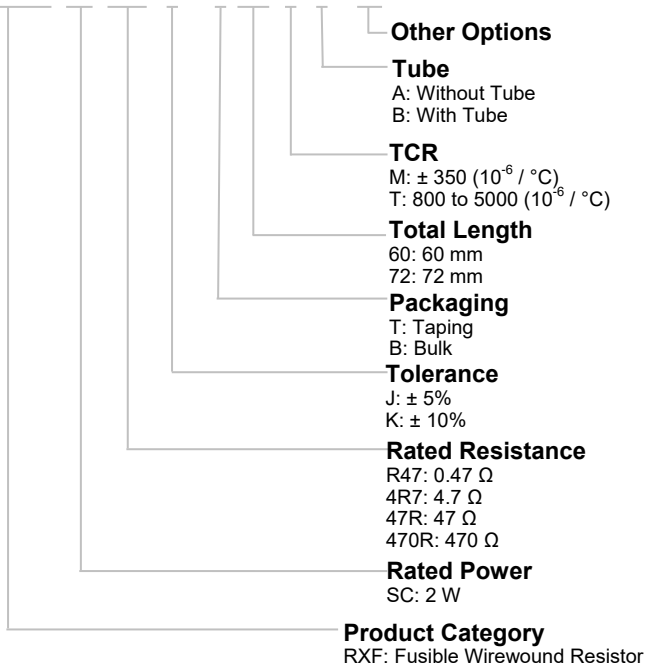 Other Options
Tube
A: Without Tube
B: With Tube
TCR
M: ± 350 (10⁻⁶ / °C)
T: 800 to 5000 (10⁻⁶ / °C)
Total Length
60: 60 mm
72: 72 mm
Packaging
T: Taping
B: Bulk
Tolerance
J: ± 5%
K: ± 10%
Rated Resistance
R47: 0.47 Ω
4R7: 4.7 Ω
47R: 47 Ω
470R: 470 Ω
Rated Power
SC: 2 W
Product Category
RXF: Fusible Wirewound Resistor